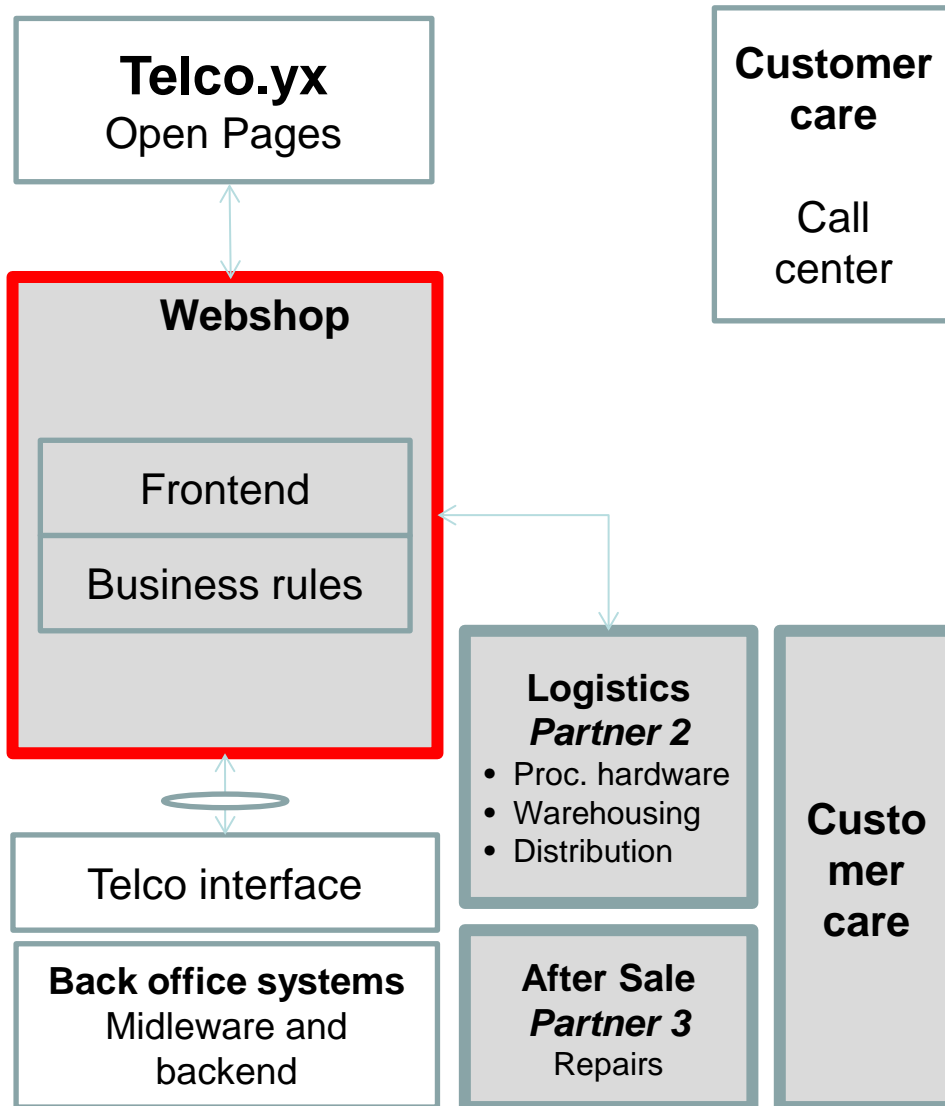 Telco.yx
Open Pages
Customer
care
Call
center
Webshop
Frontend
Business rules
Logistics
Partner 2
• Proc. hardware
• Warehousing
• Distribution
Custo
mer
care
Telco interface
Back office systems
Midleware and
backend
After Sale
Partner 3
Repairs